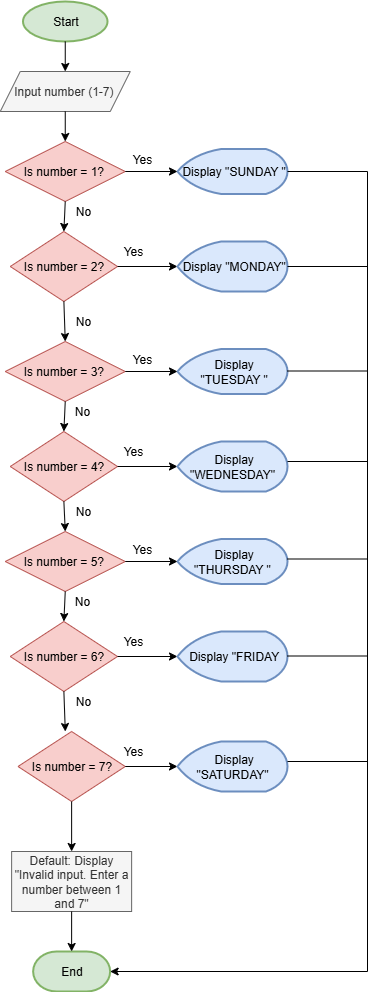 Start
Input number (1-7)
Is number = 1?
Yes
Display "SUNDAY "
No
Is number = 2?
Yes
Display "MONDAY"
No
Is number = 3?
Yes
Display
"TUESDAY "
No
Is number = 4?
Yes
Display
"WEDNESDAY"
No
Is number = 5?
Yes
Display
"THURSDAY "
No
Is number = 6?
Yes
Display "FRIDAY
No
Is number = 7?
Yes
Display
"SATURDAY"
Default: Display
"Invalid input. Enter a
number between 1
and 7"
End